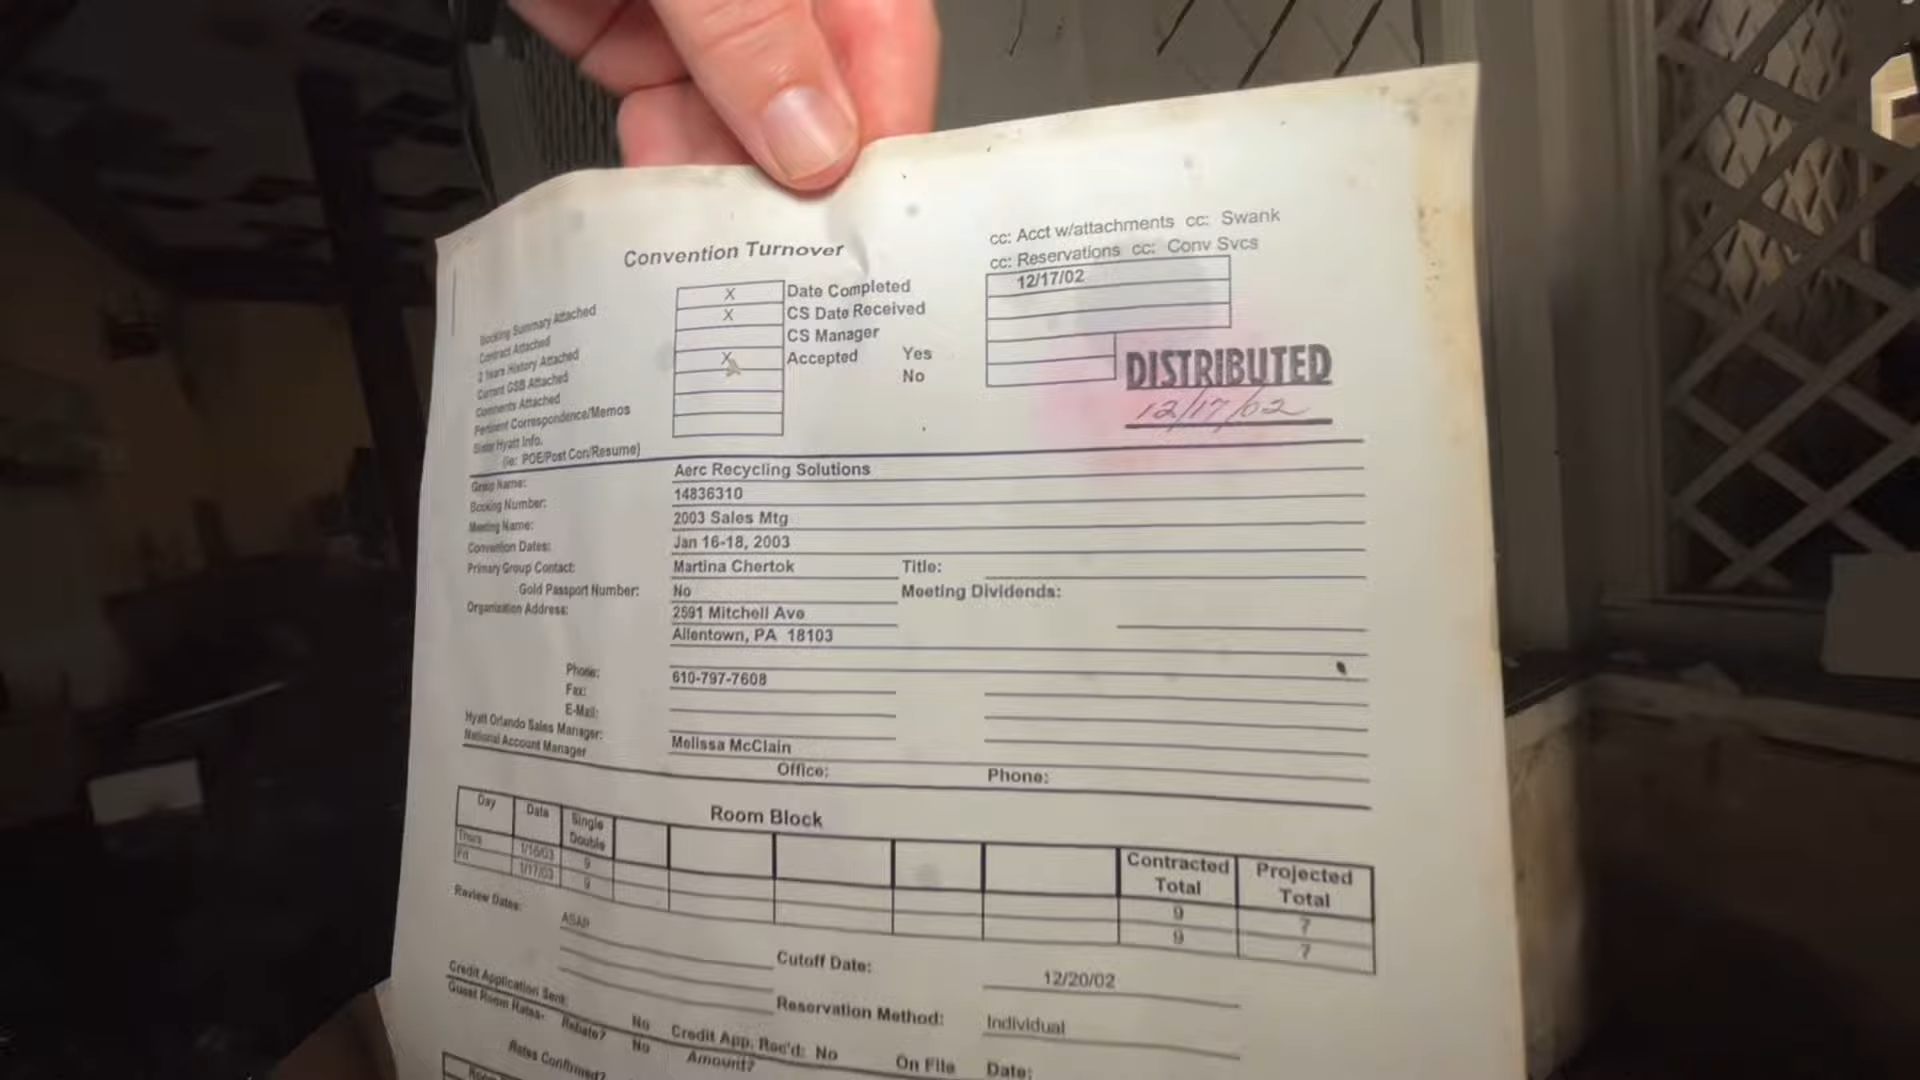 Convention Turnover
cc: Acct w/attachments cc: Swank
cc: Reservations cc: Conv Svcs
Booking Summary Attached X Date Completed 12/17/02
Contract Attached X CS Date Received
2 Years History Attached CS Manager
Current GSB Attached X Accepted Yes
Comments Attached No
Pertinent Correspondence/Memos
Hyatt Info.
(ie: POE/Post Con/Resume)
DISTRIBUTED
12/17/02
Group Name: Aerc Recycling Solutions
Booking Number: 14836310
Meeting Name: 2003 Sales Mtg
Convention Dates: Jan 16-18, 2003
Primary Group Contact: Martina Chertok Title:
Gold Passport Number: No Meeting Dividends:
Organization Address: 2591 Mitchell Ave
Allentown, PA 18103
Phone: 610-797-7608
Fax:
E-Mail:
Hyatt Orlando Sales Manager: Melissa McClain
National Account Manager Office: Phone:
Room Block
Day Date Single Double Contracted Total Projected Total
Thurs 1/16/03 9 9 7
Fri 1/17/03 9 9 7
Review Dates: ASAP Cutoff Date: 12/20/02
Reservation Method: Individual
Credit Application Sent: No Credit App. Rec'd: No On File Date:
Guest Room Rates- Rebate? No Amount?
Rates Confirmed?